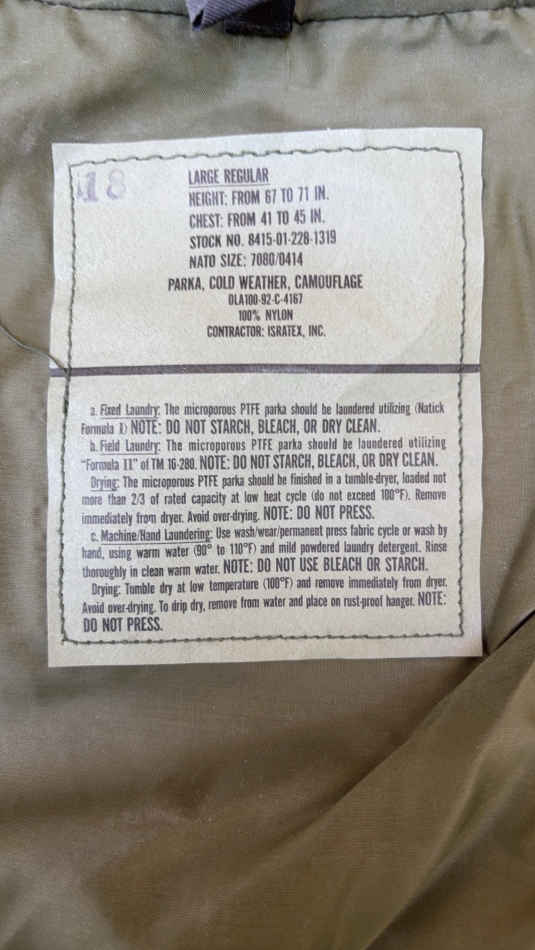 18
LARGE REGULAR
HEIGHT: FROM 67 TO 71 IN.
CHEST: FROM 41 TO 45 IN.
STOCK NO. 8415-01-228-1319
NATO SIZE: 7080/0414
PARKA, COLD WEATHER, CAMOUFLAGE
DLA100-92-C-4167
100% NYLON
CONTRACTOR: ISRATEX, INC.
a. Fixed Laundry: The microporous PTFE parka should be laundered utilizing (Natick
Formula I) NOTE: DO NOT STARCH, BLEACH, OR DRY CLEAN.
b. Field Laundry: The microporous PTFE parka should be laundered utilizing
"Formula II" of TM 16-280. NOTE: DO NOT STARCH, BLEACH, OR DRY CLEAN.
Drying: The microporous PTFE parka should be finished in a tumble-dryer, loaded not
more than 2/3 of rated capacity at low heat cycle (do not exceed 100°F). Remove
immediately from dryer. Avoid over-drying. NOTE: DO NOT PRESS.
c. Machine/Hand Laundering: Use wash/wear/permanent press fabric cycle or wash by
hand, using warm water (90° to 110°F) and mild powdered laundry detergent. Rinse
thoroughly in clean warm water. NOTE: DO NOT USE BLEACH OR STARCH.
Drying: Tumble dry at low temperature (100°F) and remove immediately from dryer.
Avoid over-drying. To drip dry, remove from water and place on rust-proof hanger. NOTE:
DO NOT PRESS.